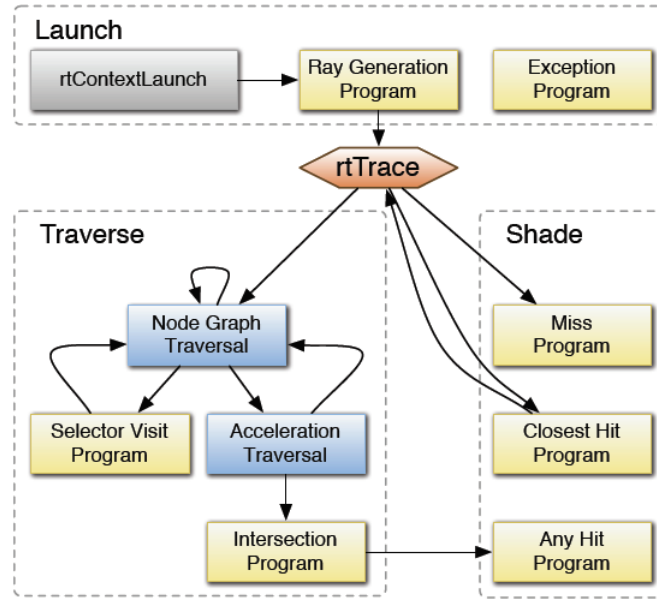 Launch
rtContextLaunch
Ray Generation
Program
Exception
Program
rtTrace
Traverse
Shade
Node Graph
Traversal
Miss
Program
Selector Visit
Program
Acceleration
Traversal
Closest Hit
Program
Intersection
Program
Any Hit
Program